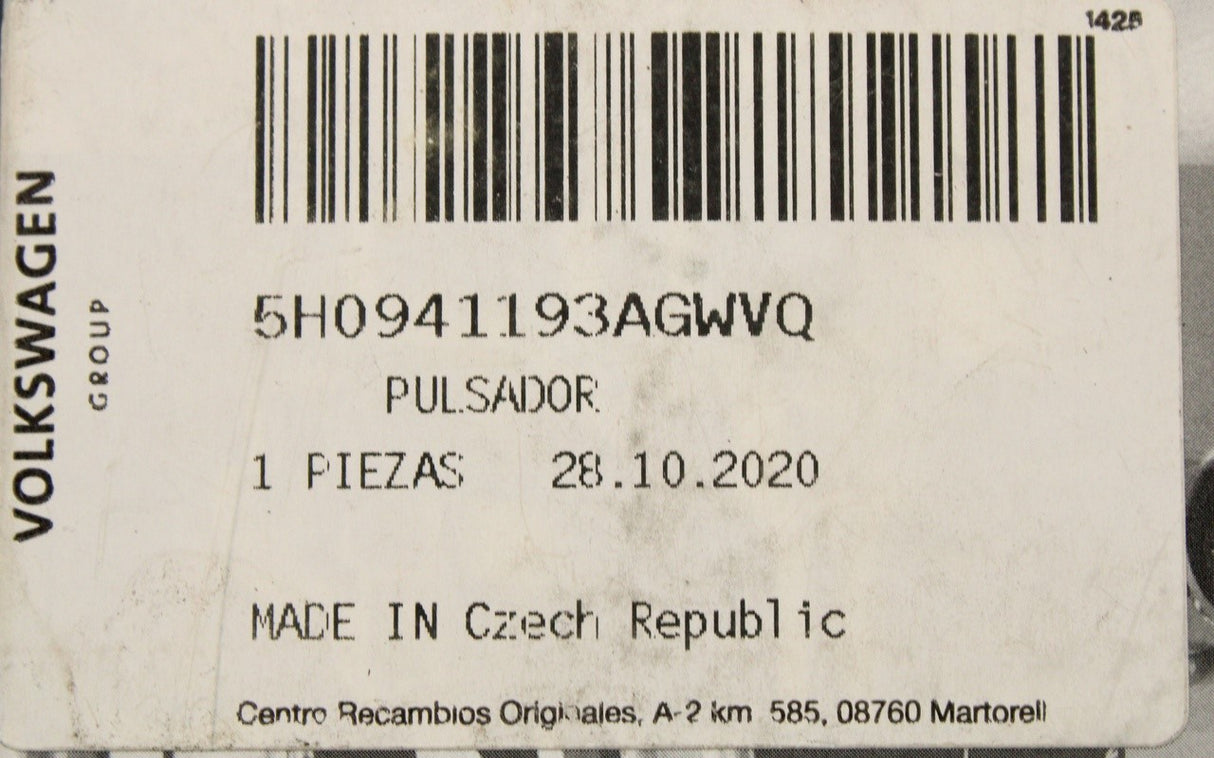 1425
VOLKSWAGEN
GROUP
5H0941193AGWVQ
PULSADOR
1 PIEZAS 28.10.2020
MADE IN Czech Republic
Centro Recambios Originales, A-2 km 585, 08760 Martorell